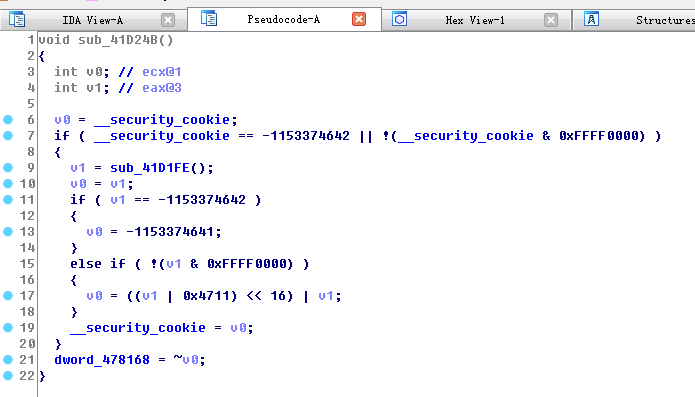 IDA View-A Pseudocode-A Hex View-1 Structures
1 void sub_41D24B()
2 {
3 int v0; // ecx@1
4 int v1; // eax@3
5
6 v0 = __security_cookie;
7 if ( __security_cookie == -1153374642 || !(__security_cookie & 0xFFFF0000) )
8 {
9 v1 = sub_41D1FE();
10 v0 = v1;
11 if ( v1 == -1153374642 )
12 {
13 v0 = -1153374641;
14 }
15 else if ( !(v1 & 0xFFFF0000) )
16 {
17 v0 = ((v1 | 0x4711) << 16) | v1;
18 }
19 __security_cookie = v0;
20 }
21 dword_478168 = ~v0;
22 }